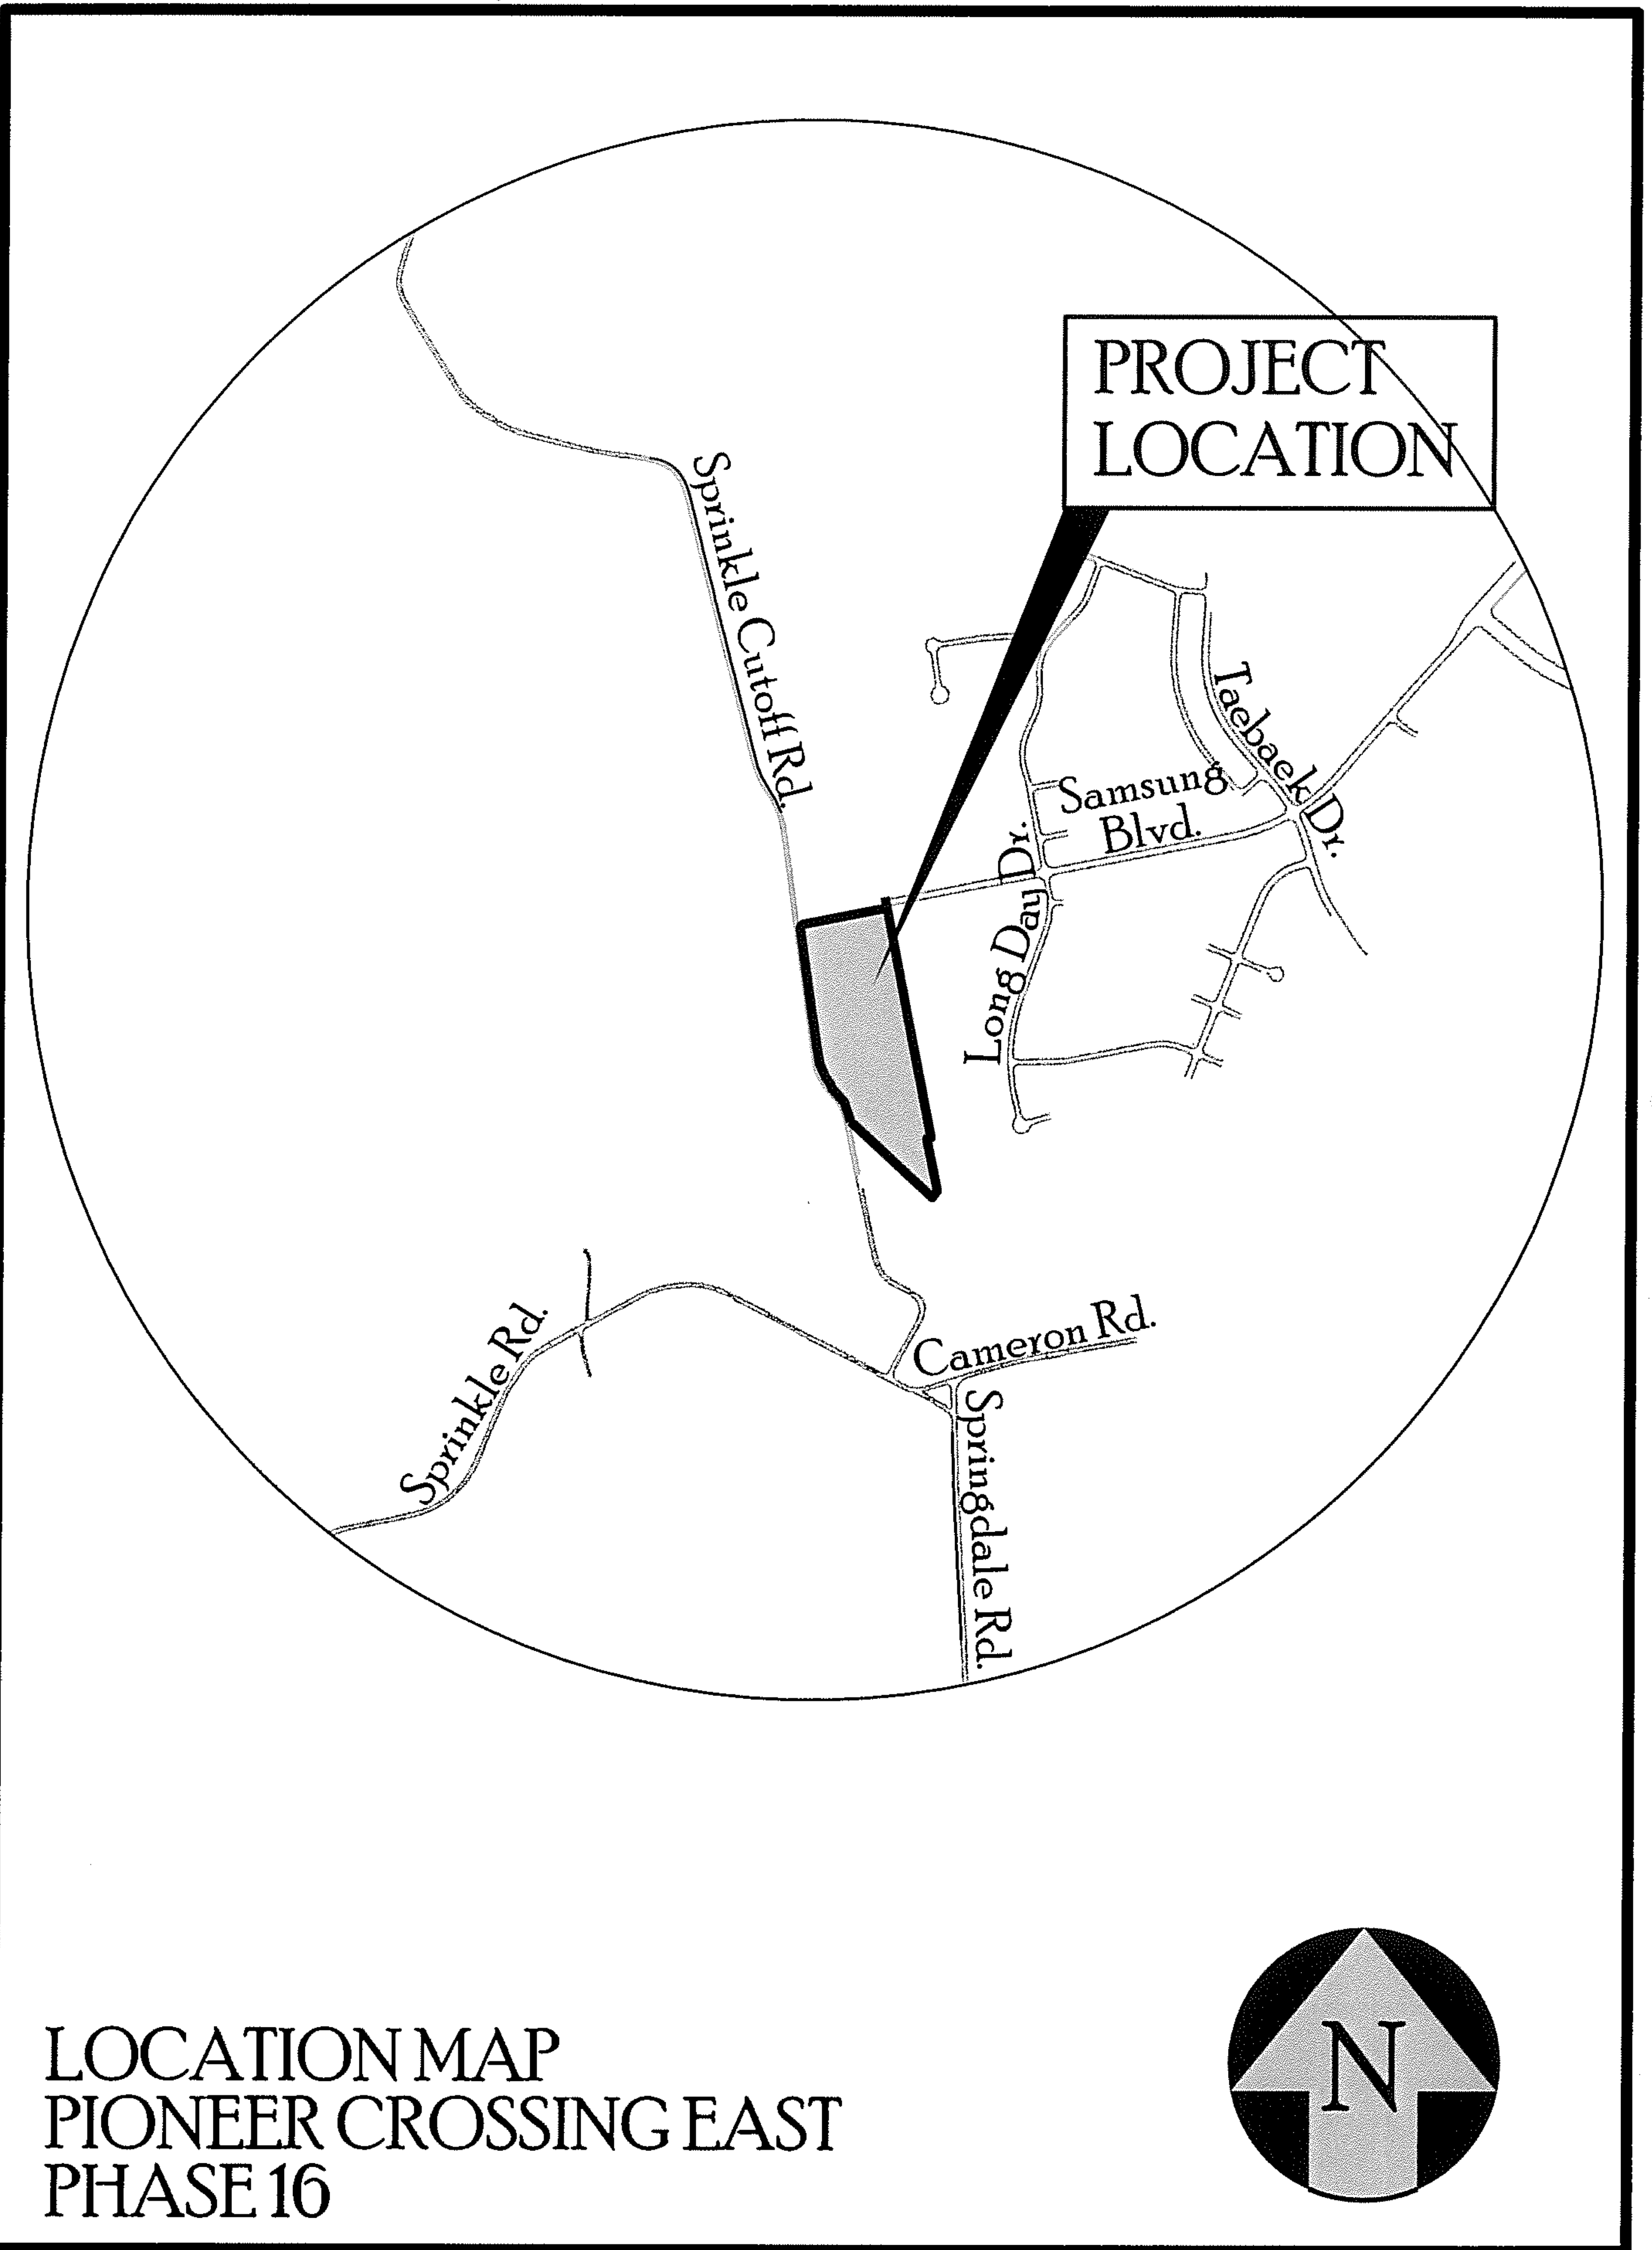 PROJECT
LOCATION
Sprinkle Cutoff Rd.
Taebaek Dr.
Samsung
Blvd.
Long Day Dr.
Sprinkle Rd.
Cameron Rd.
Springdale Rd.
LOCATION MAP
PIONEER CROSSING EAST
PHASE 16
N